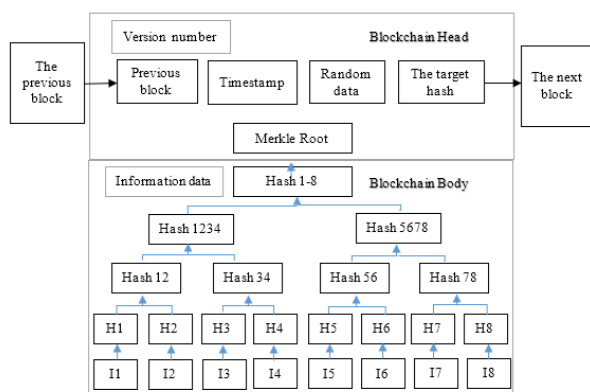 Version number
Blockchain Head
The previous block
Previous block
Timestamp
Random data
The target hash
The next block
Merkle Root
Information data
Hash 1-8
Blockchain Body
Hash 1234
Hash 5678
Hash 12
Hash 34
Hash 56
Hash 78
H1
H2
H3
H4
H5
H6
H7
H8
I1
I2
I3
I4
I5
I6
I7
I8